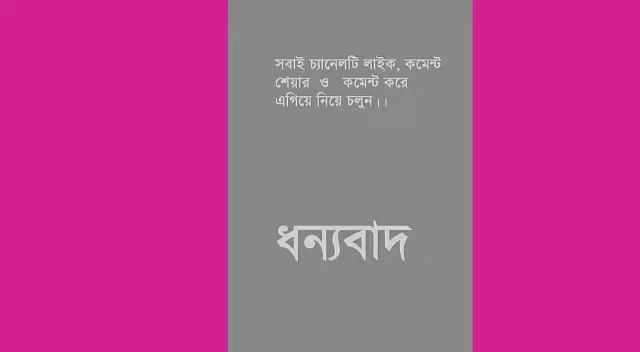 সবাই চ্যানেলটি লাইক, কমেন্ট
শেয়ার ও কমেন্ট করে
এগিয়ে নিয়ে চলুন।।
ধন্যবাদ